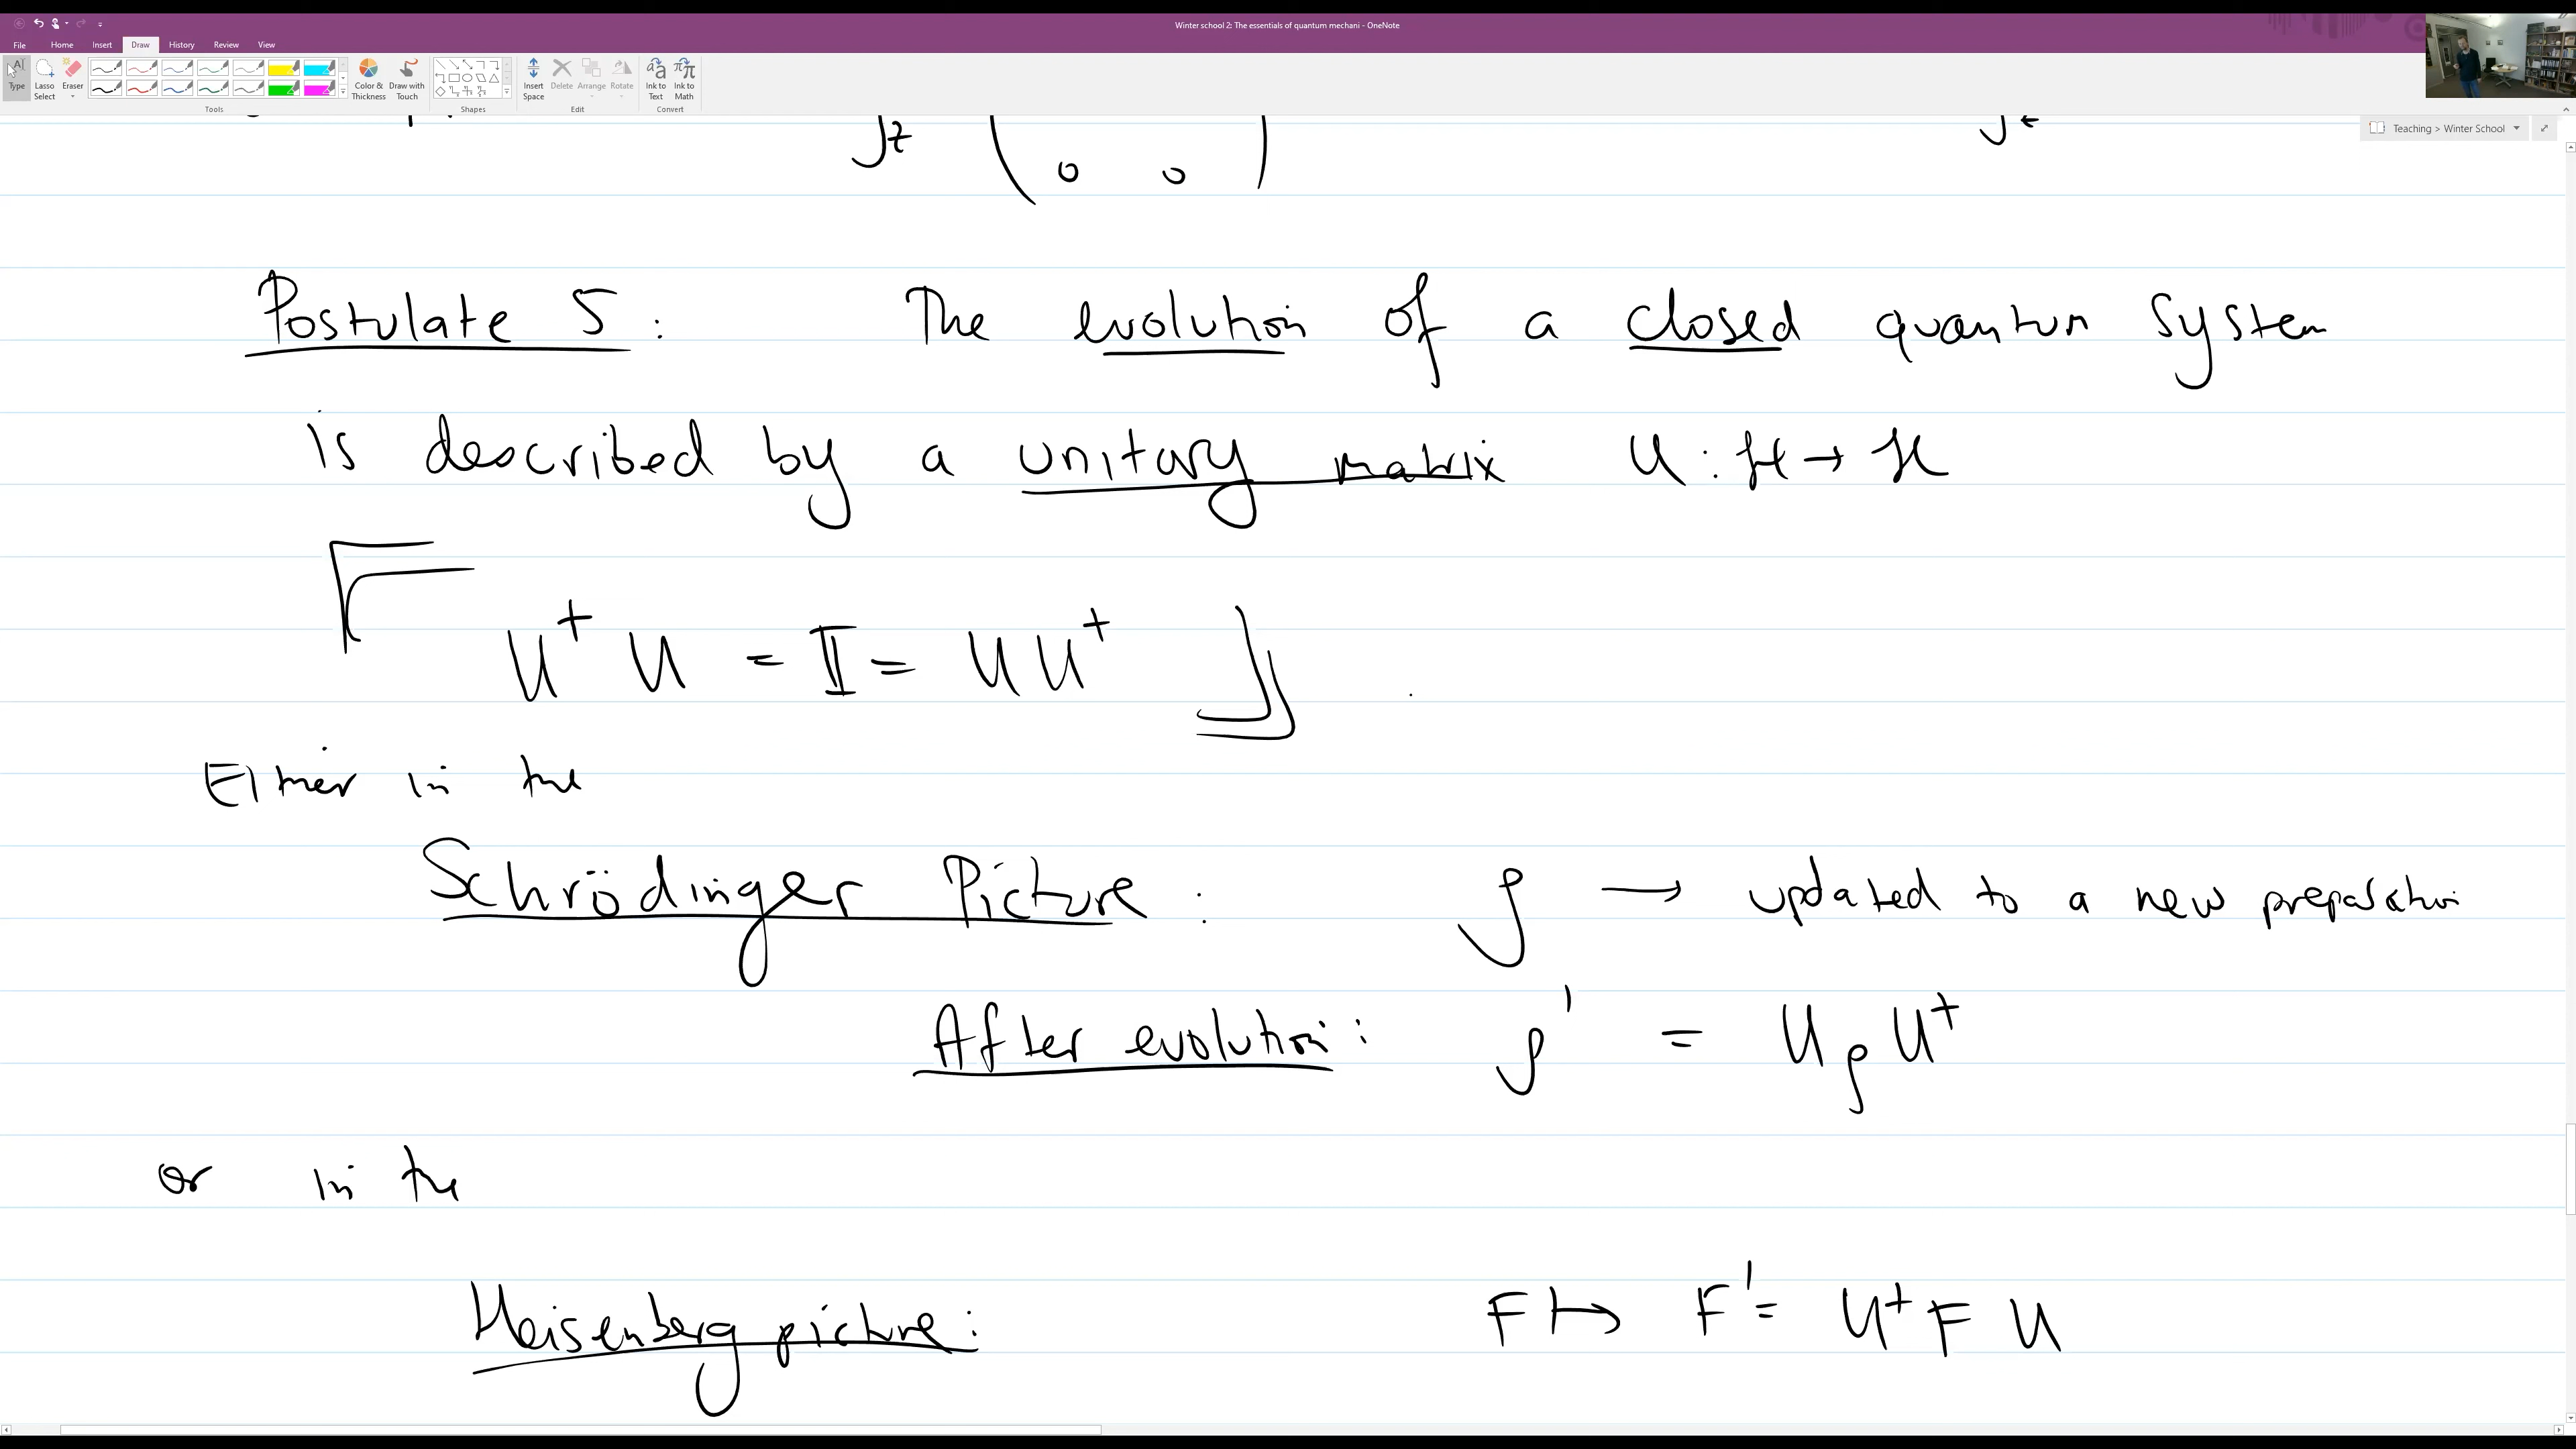 Winter school 2: The essentials of quantum mechani - OneNote
File Home Insert Draw History Review View
Type Lasso Select Eraser Color & Thickness Draw with Touch Insert Space Delete Arrange Rotate Ink to Text Ink to Math
Tools Shapes Edit Convert
Teaching > Winter School
0 0
Postulate 5: The evolution of a closed quantum system
is described by a unitary matrix U : H → H
U† U = 𝕀 = U U†
Either in the
Schrödinger Picture: ρ → updated to a new preparation
After evolution: ρ' = U ρ U†
or in the
Heisenberg picture: F ↦ F' = U† F U